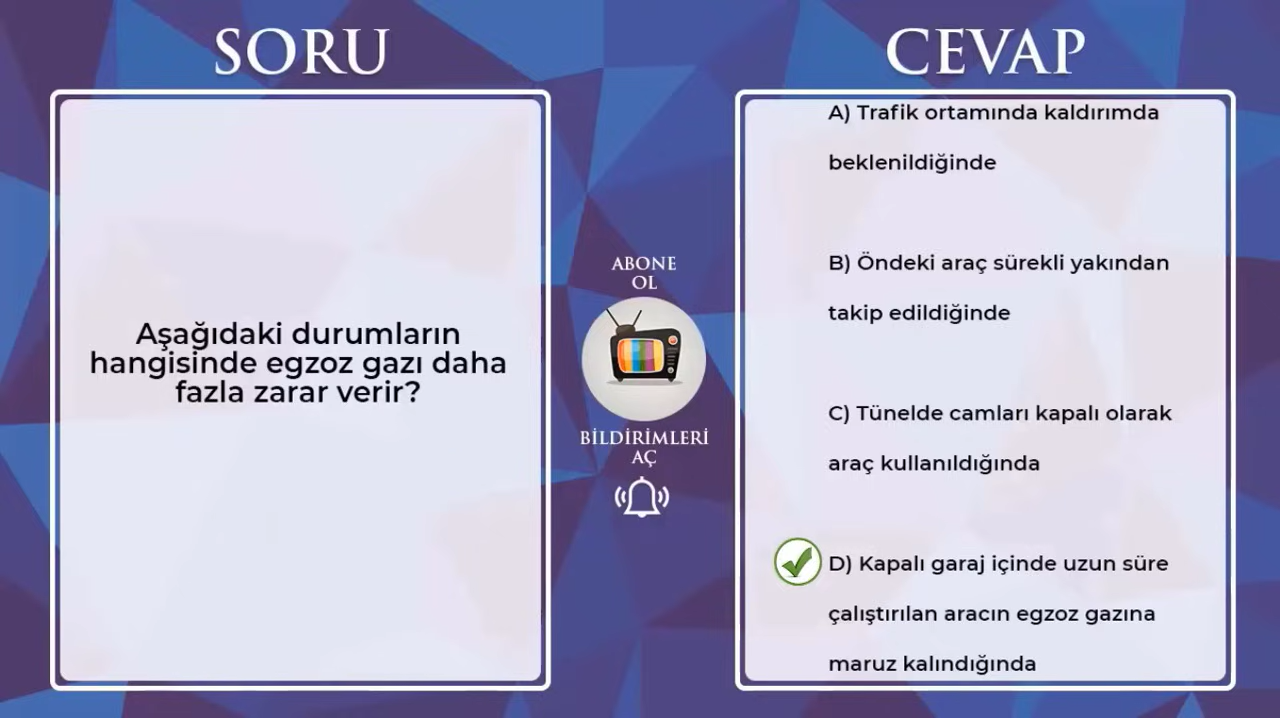 SORU
Aşağıdaki durumların
hangisinde egzoz gazı daha
fazla zarar verir?
ABONE
OL
BİLDİRİMLERİ
AÇ
CEVAP
A) Trafik ortamında kaldırımda
beklenildiğinde
B) Öndeki araç sürekli yakından
takip edildiğinde
C) Tünelde camları kapalı olarak
araç kullanıldığında
D) Kapalı garaj içinde uzun süre
çalıştırılan aracın egzoz gazına
maruz kalındığında